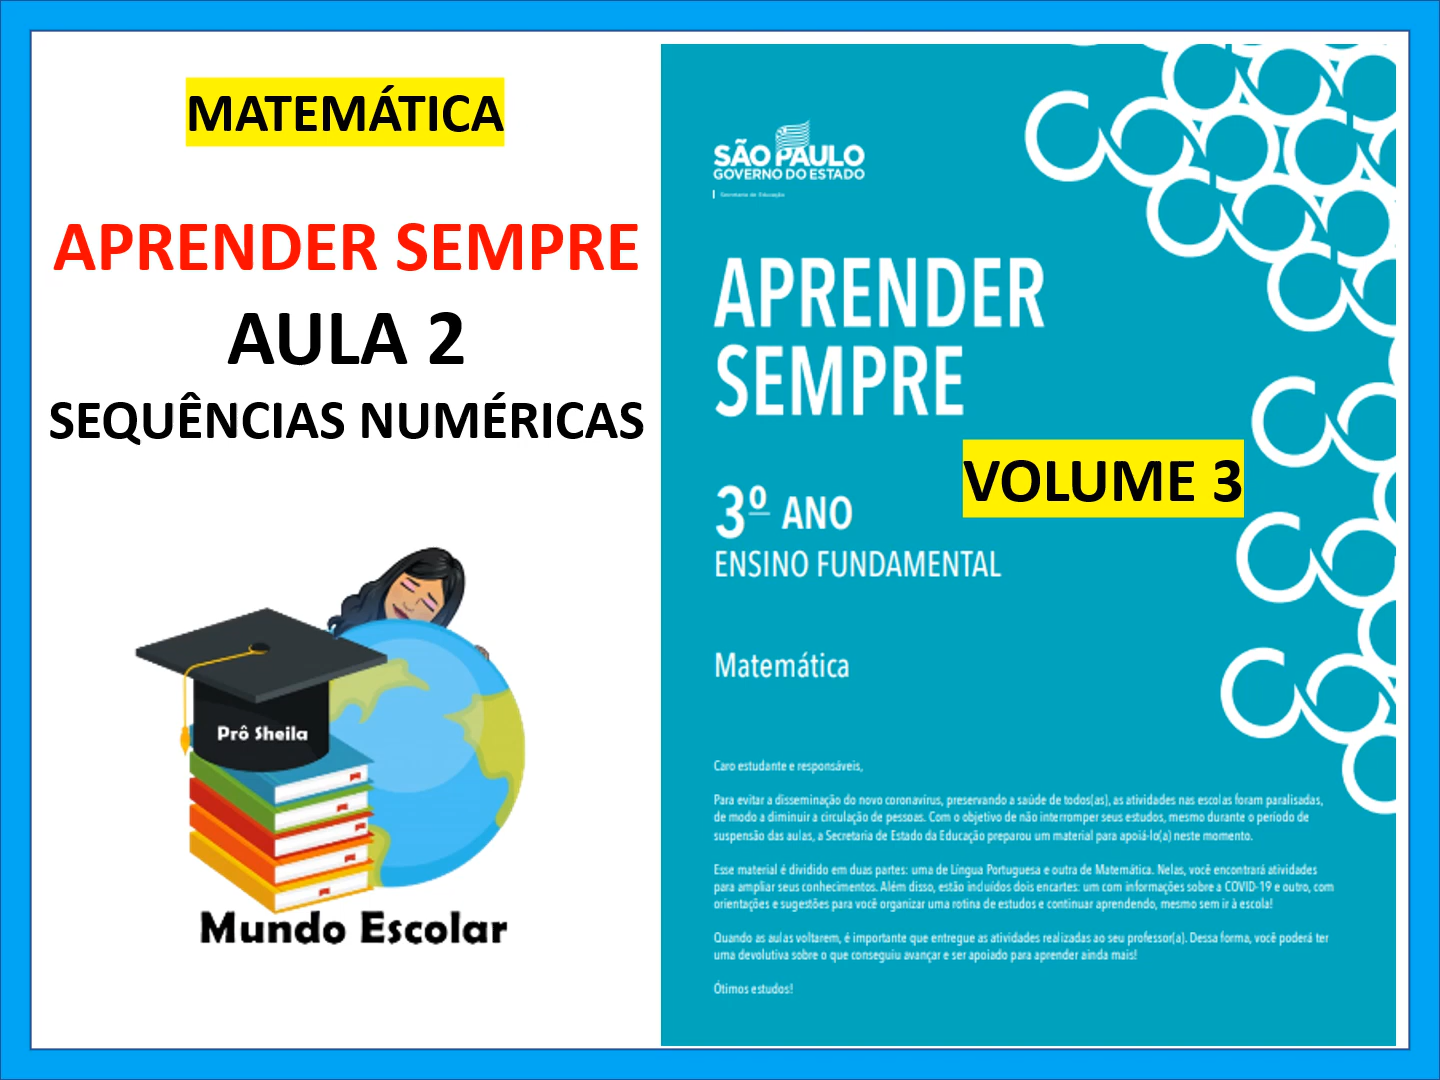 MATEMÁTICA
APRENDER SEMPRE
AULA 2
SEQUÊNCIAS NUMÉRICAS
Prô Sheila
Mundo Escolar
SÃO PAULO
GOVERNO DO ESTADO
Secretaria de Educação
APRENDER
SEMPRE
VOLUME 3
3º ANO
ENSINO FUNDAMENTAL
Matemática
Caro estudante e responsáveis,
Para evitar a disseminação do novo coronavírus, preservando a saúde de todos(as), as atividades nas escolas foram paralisadas,
de modo a diminuir a circulação de pessoas. Com o objetivo de não interromper seus estudos, mesmo durante o período de
suspensão das aulas, a Secretaria de Estado da Educação preparou um material para apoiá-lo(a) neste momento.
Esse material é dividido em duas partes: uma de Língua Portuguesa e outra de Matemática. Nelas, você encontrará atividades
para ampliar seus conhecimentos. Além disso, estão incluídos dois encartes: um com informações sobre a COVID-19 e outro, com
orientações e sugestões para você organizar uma rotina de estudos e continuar aprendendo, mesmo sem ir à escola!
Quando as aulas voltarem, é importante que entregue as atividades realizadas ao seu professor(a). Dessa forma, você poderá ter
uma devolutiva sobre o que conseguiu avançar e ser apoiado para aprender ainda mais!
Ótimos estudos!